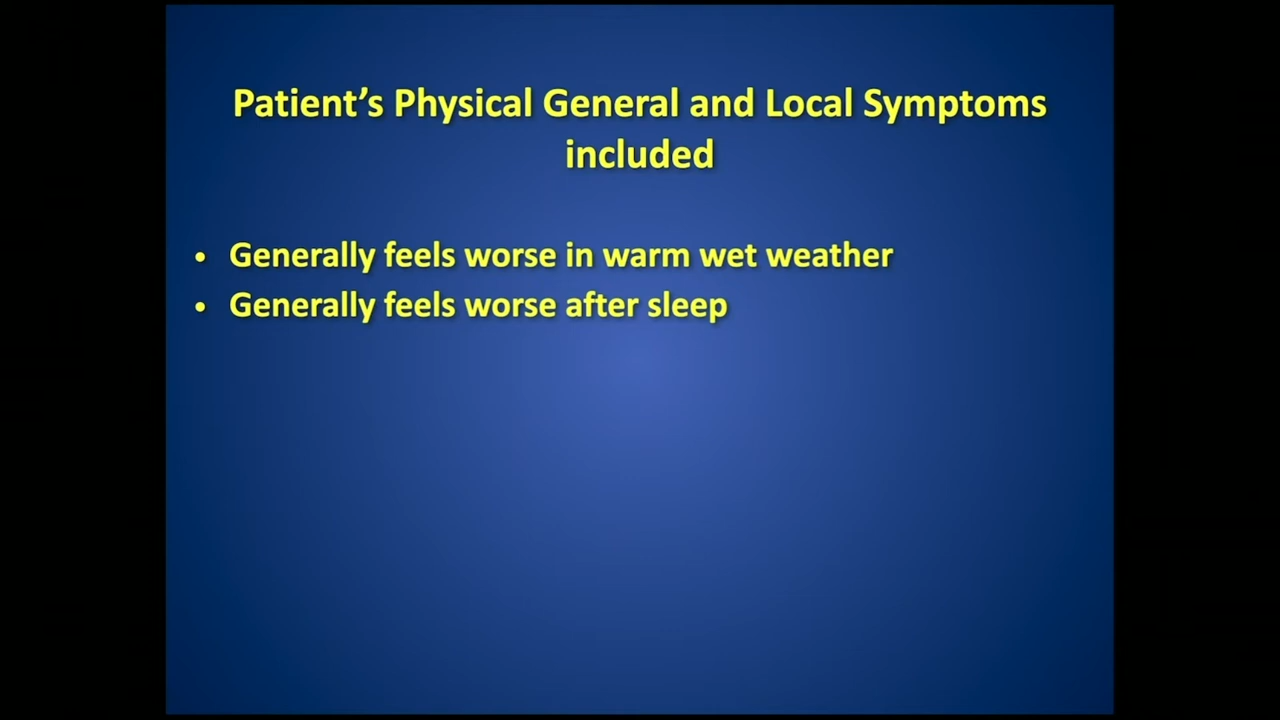 Patient’s Physical General and Local Symptoms
included
• Generally feels worse in warm wet weather
• Generally feels worse after sleep